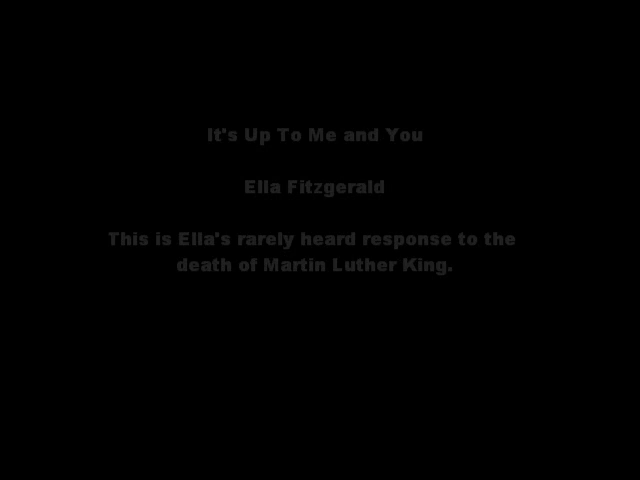 It's Up To Me and You
Ella Fitzgerald
This is Ella's rarely heard response to the
death of Martin Luther King.